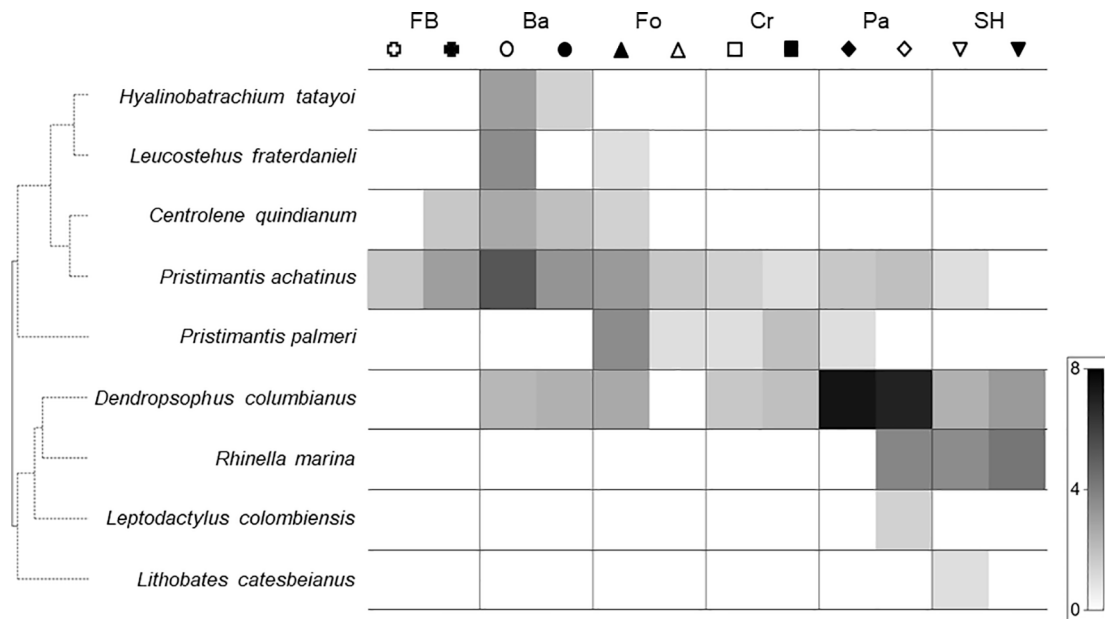 FB Ba Fo Cr Pa SH
Hyalinobatrachium tatayoi
Leucostehus fraterdanieli
Centrolene quindianum
Pristimantis achatinus
Pristimantis palmeri
Dendropsophus columbianus
Rhinella marina
Leptodactylus colombiensis
Lithobates catesbeianus
8
4
0